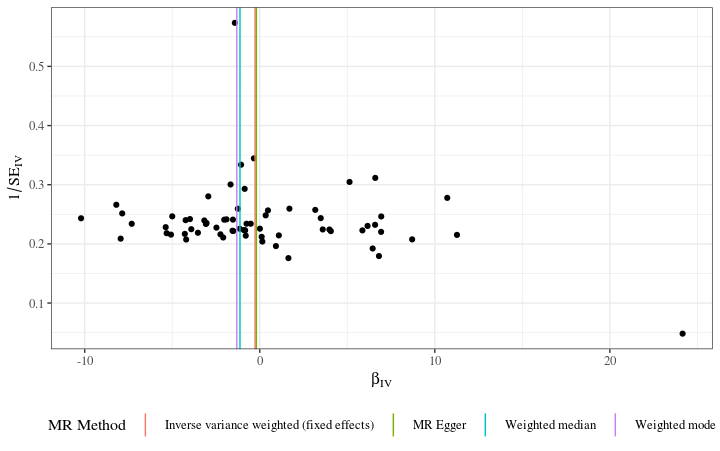 0.5
0.4
0.3
0.2
0.1
1/SE_IV
-10 0 10 20
β_IV
MR Method Inverse variance weighted (fixed effects) MR Egger Weighted median Weighted mode